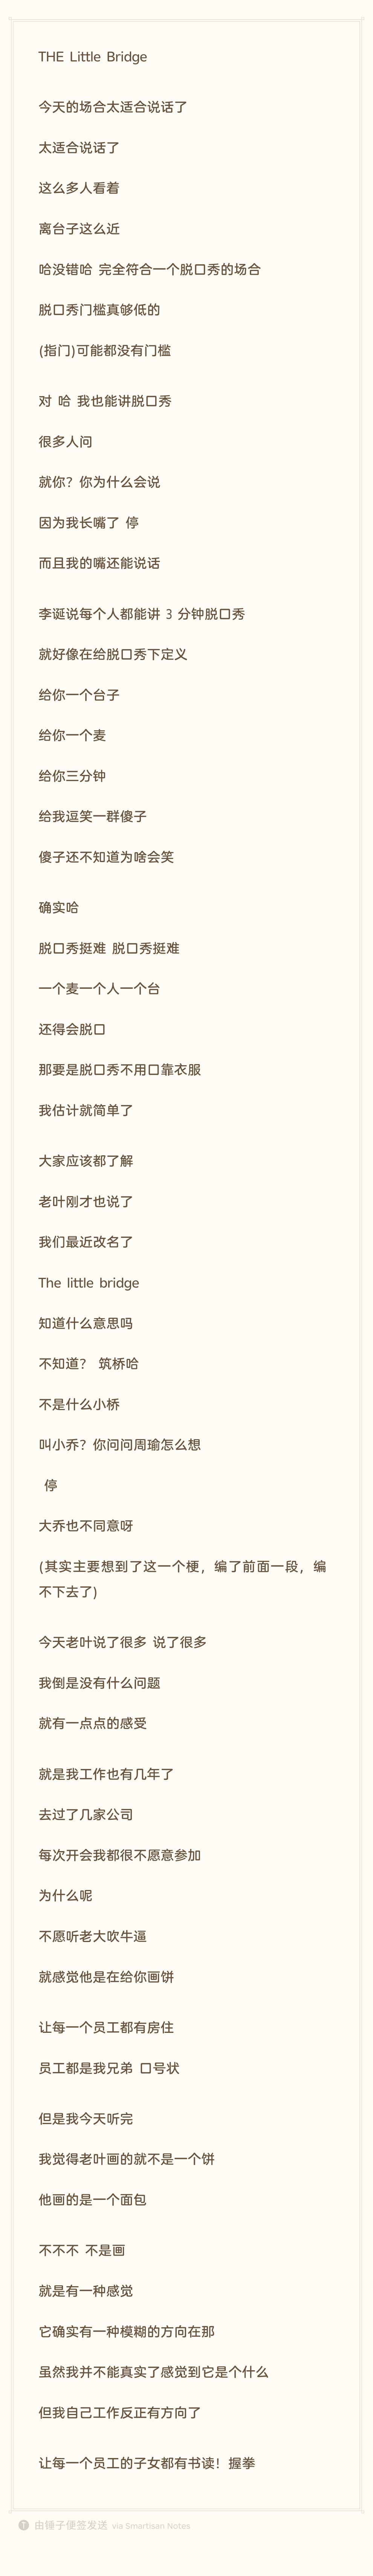 THE Little Bridge
今天的场合太适合说话了
太适合说话了
这么多人看着
离台子这么近
哈没错哈 完全符合一个脱口秀的场合
脱口秀门槛真够低的
(指门)可能都没有门槛
对 哈 我也能讲脱口秀
很多人问
就你？你为什么会说
因为我长嘴了 停
而且我的嘴还能说话
李诞说每个人都能讲 3 分钟脱口秀
就好像在给脱口秀下定义
给你一个台子
给你一个麦
给你三分钟
给我逗笑一群傻子
傻子还不知道为啥会笑
确实哈
脱口秀挺难 脱口秀挺难
一个麦一个人一个台
还得会脱口
那要是脱口秀不用口靠衣服
我估计就简单了
大家应该都了解
老叶刚才也说了
我们最近改名了
The little bridge
知道什么意思吗
不知道？ 筑桥哈
不是什么小桥
叫小乔？你问问周瑜怎么想
停
大乔也不同意呀
(其实主要想到了这一个梗，编了前面一段，编
不下去了)
今天老叶说了很多 说了很多
我倒是没有什么问题
就有一点点的感受
就是我工作也有几年了
去过了几家公司
每次开会我都很不愿意参加
为什么呢
不愿听老大吹牛逼
就感觉他是在给你画饼
让每一个员工都有房住
员工都是我兄弟 口号状
但是我今天听完
我觉得老叶画的就不是一个饼
他画的是一个面包
不不不 不是画
就是有一种感觉
它确实有一种模糊的方向在那
虽然我并不能真实了感觉到它是个什么
但我自己工作反正有方向了
让每一个员工的子女都有书读！握拳
由锤子便签发送 via Smartisan Notes